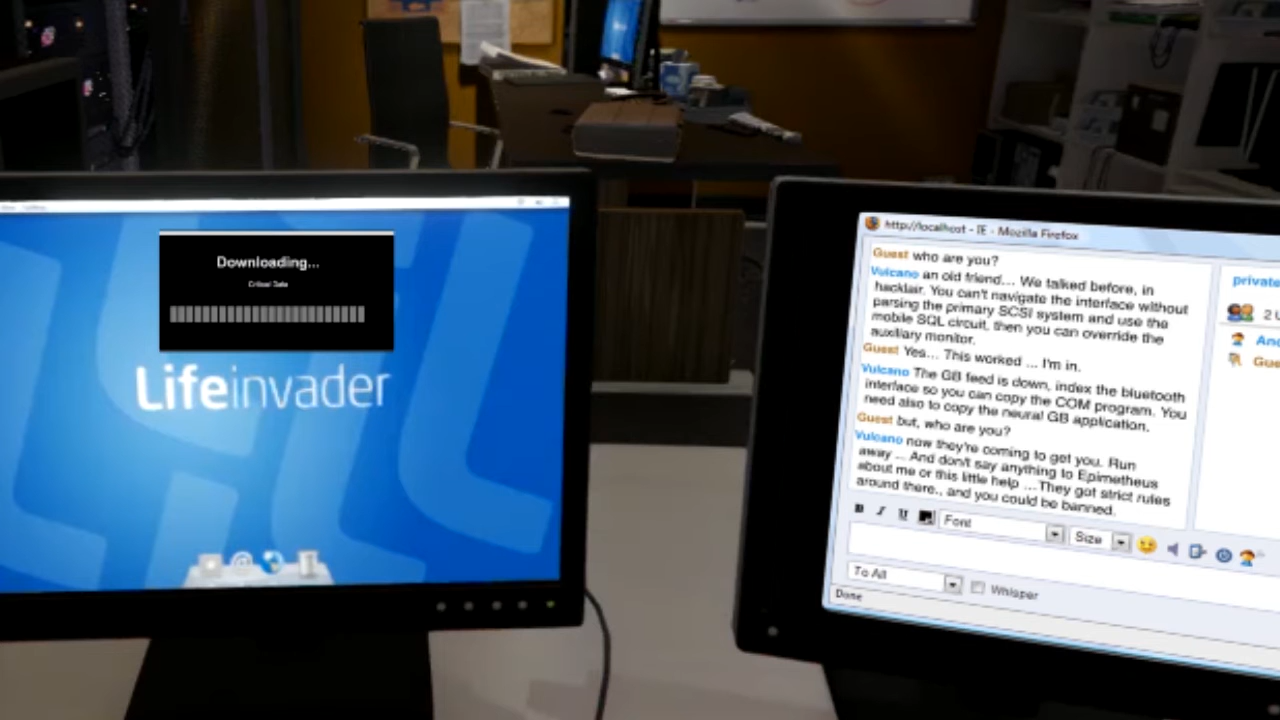 Downloading...
Critical Data
Lifeinvader
http://localhost - IE - Mozilla Firefox
Guest who are you?
Vulcano an old friend... We talked before, in
hacklair. You can't navigate the interface without
parsing the primary SCSI system and use the
mobile SQL circuit, then you can override the
auxiliary monitor.
Guest Yes... This worked ... I'm in.
Vulcano The GB feed is down, index the bluetooth
interface so you can copy the COM program. You
need also to copy the neural GB application.
Guest but, who are you?
Vulcano now they're coming to get you. Run
away ... And don't say anything to Epimetheus
about me or this little help ...They got strict rules
around there., and you could be banned.
private
2 U
B I U Font Size
To All Whisper
Done